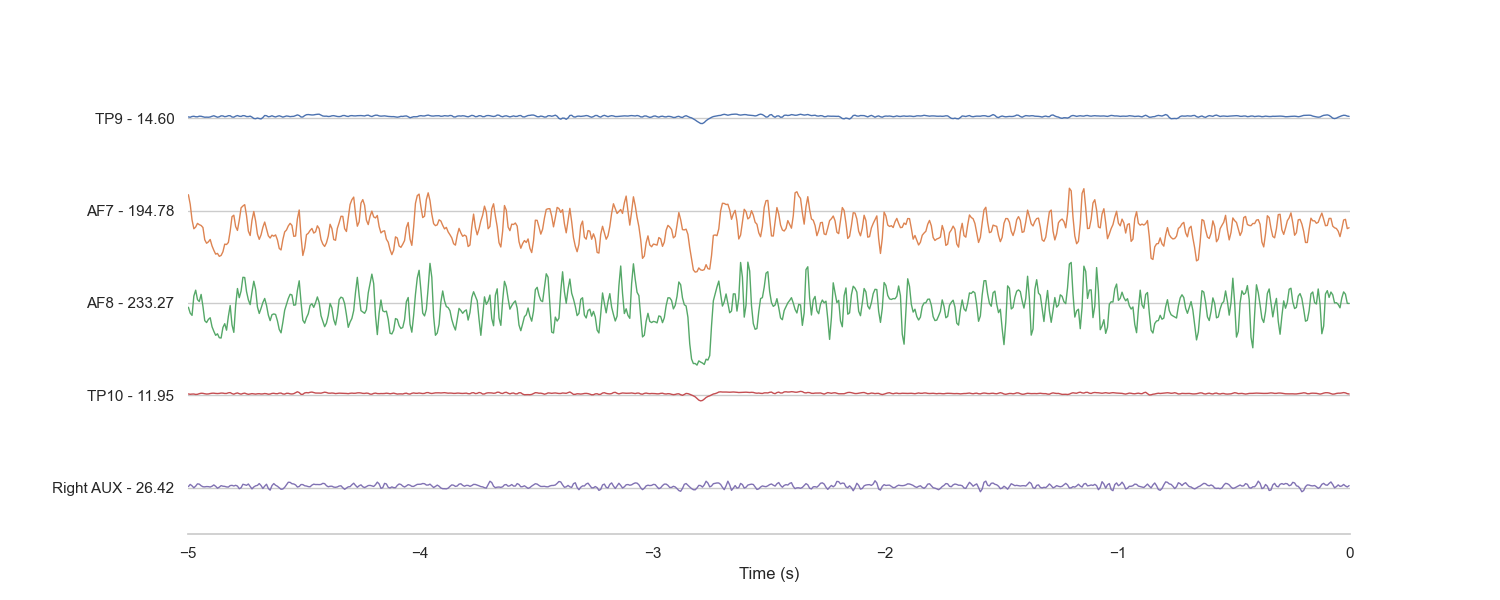 TP9 - 14.60
AF7 - 194.78
AF8 - 233.27
TP10 - 11.95
Right AUX - 26.42
−5 −4 −3 −2 −1 0
Time (s)